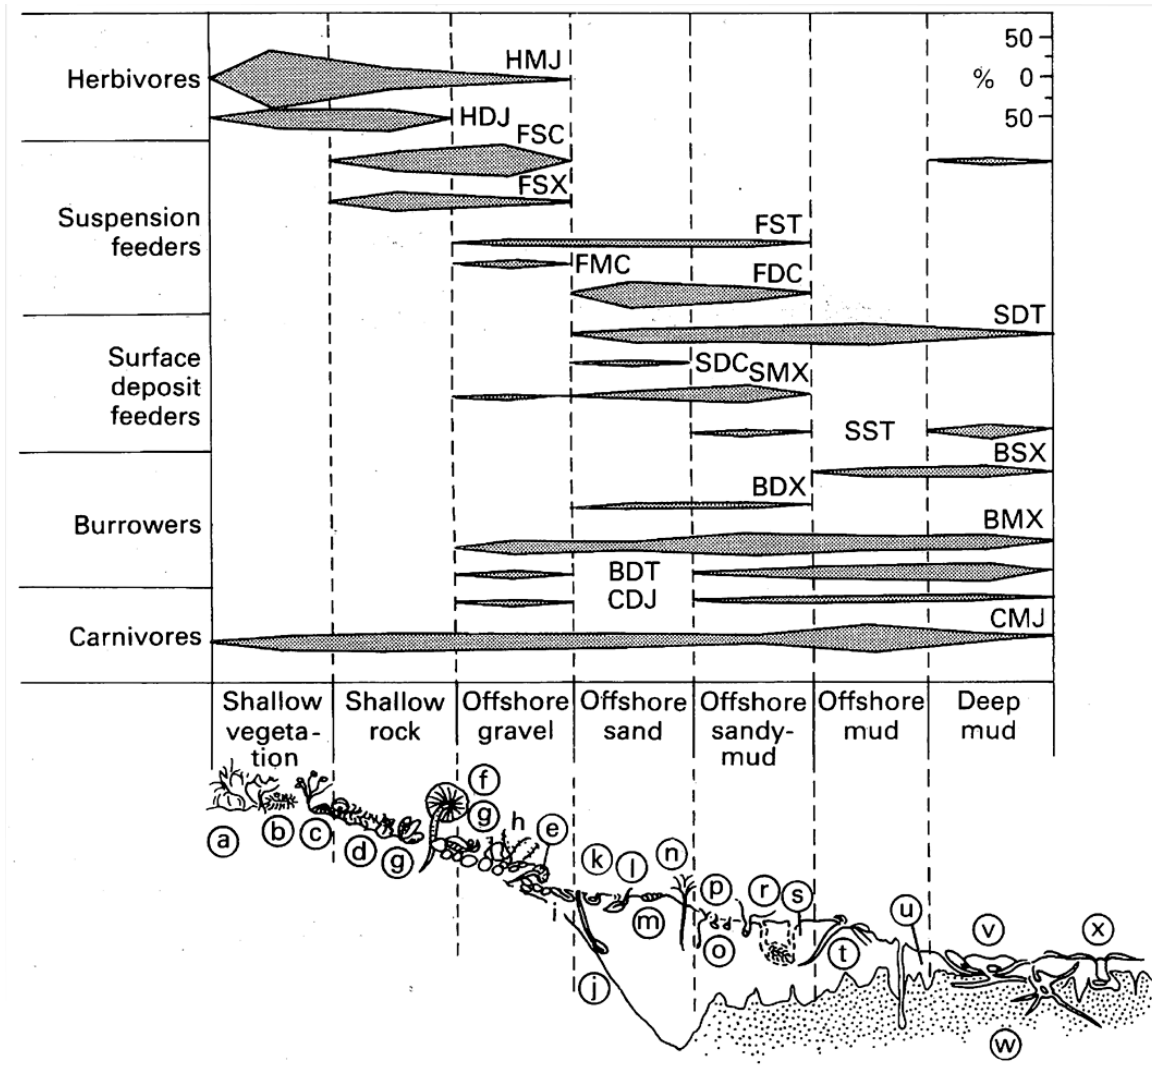 Herbivores
Suspension
feeders
Surface
deposit
feeders
Burrowers
Carnivores
HMJ
HDJ
FSC
FSX
FST
FMC
FDC
SDT
SDC
SMX
SST
BSX
BDX
BMX
BDT
CDJ
CMJ
50
% 0
50
Shallow
vegeta-
tion
Shallow
rock
Offshore
gravel
Offshore
sand
Offshore
sandy-
mud
Offshore
mud
Deep
mud
a
b
c
d
g
f
g
h
e
i
j
k
l
m
n
o
p
r
s
t
u
v
w
x